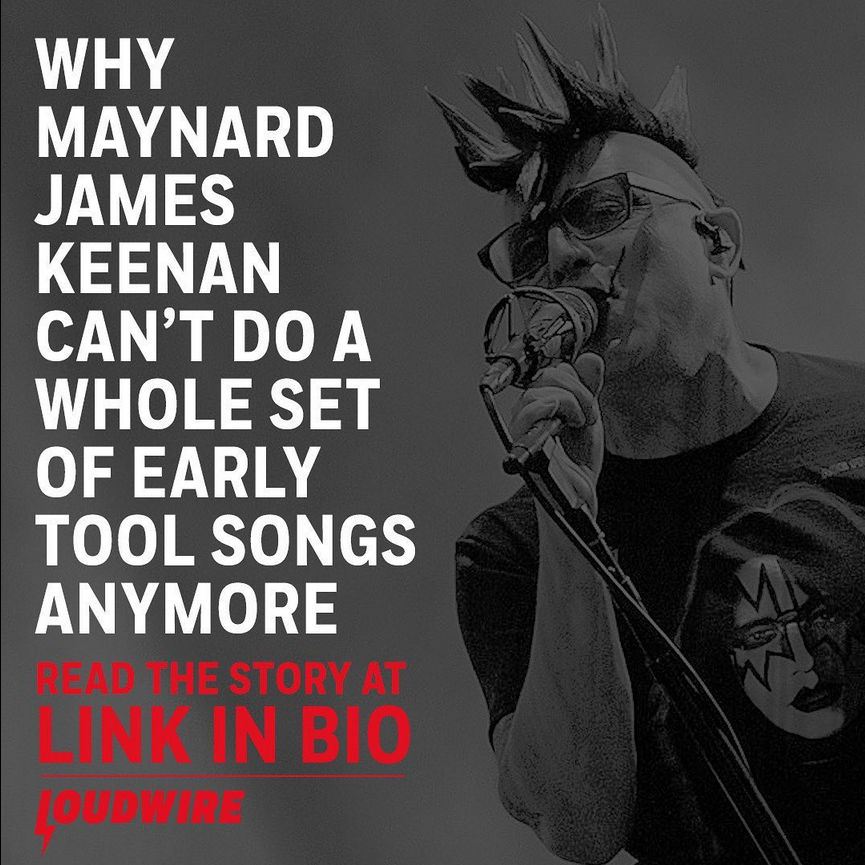 WHY
MAYNARD
JAMES
KEENAN
CAN'T DO A
WHOLE SET
OF EARLY
TOOL SONGS
ANYMORE
READ THE STORY AT
LINK IN BIO
LOUDWIRE